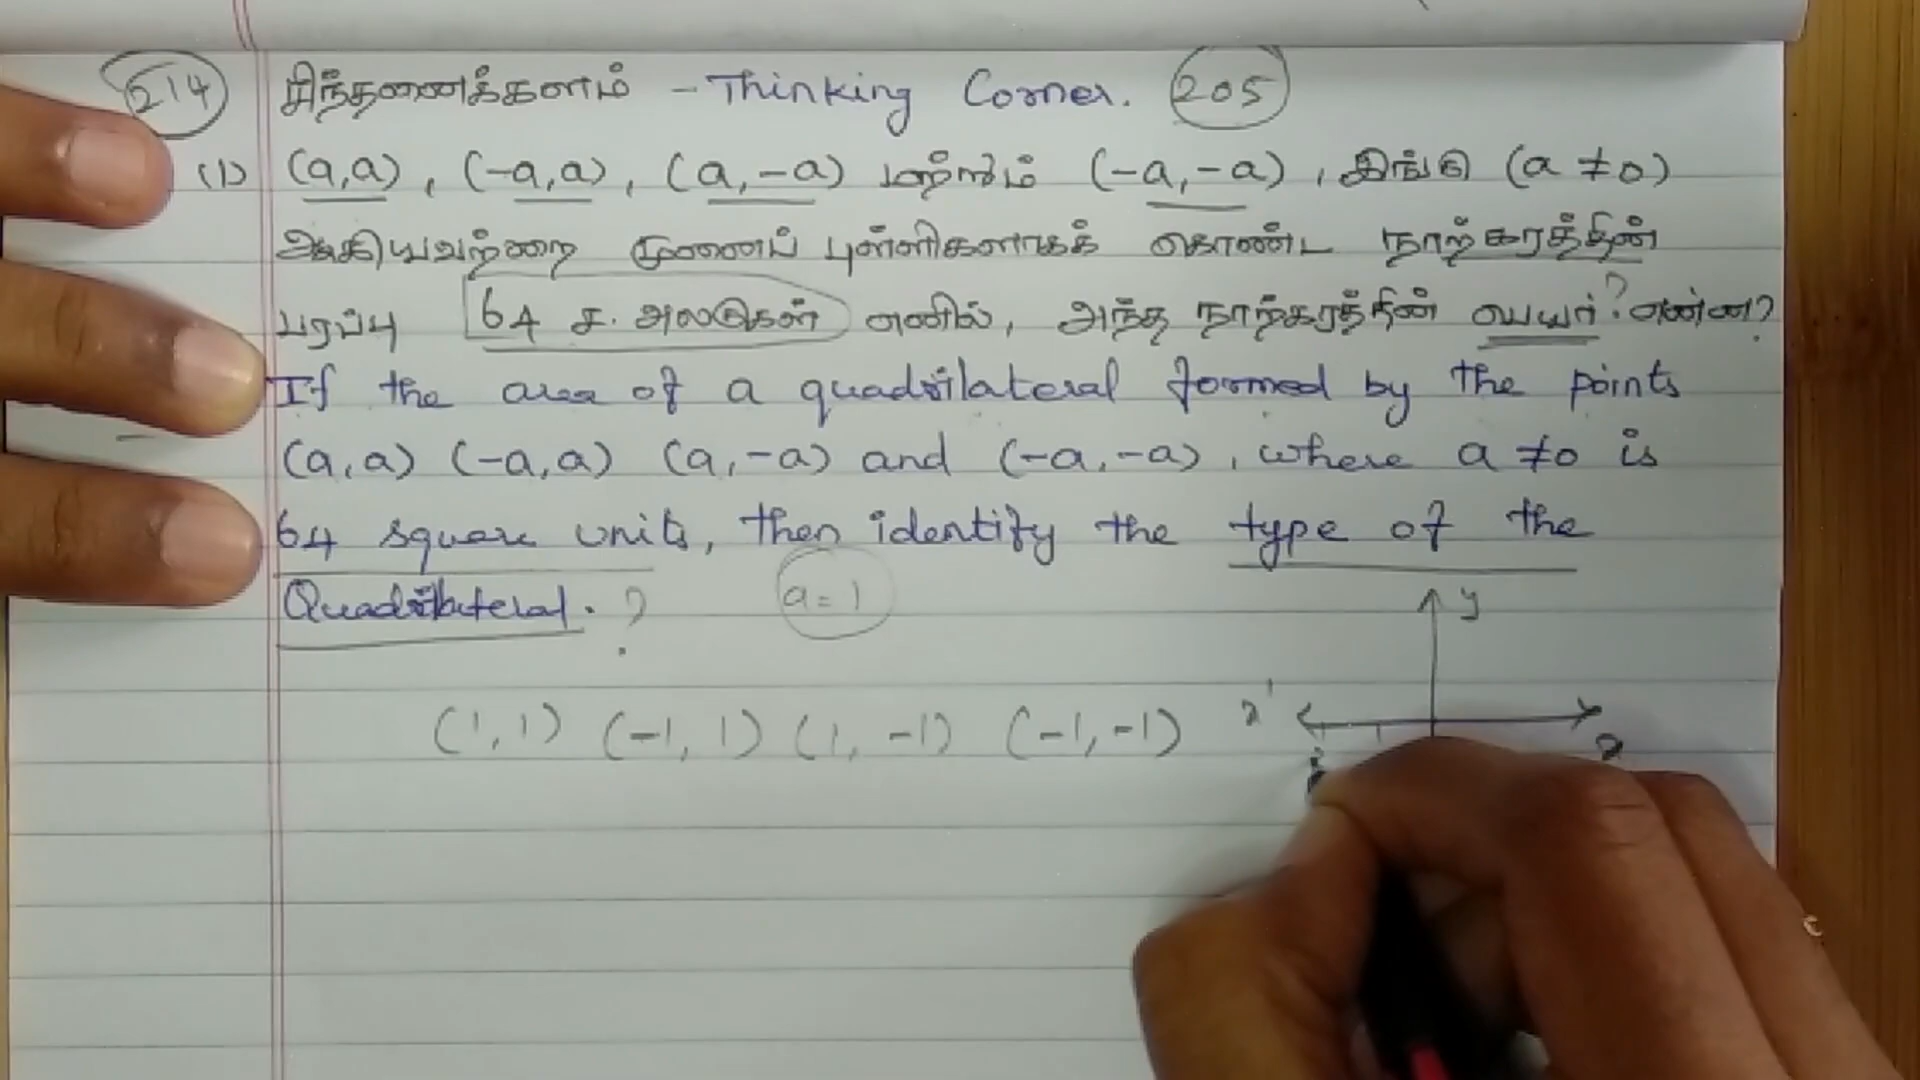 214 சிந்தனைக்களம் - Thinking Corner. 205
(1) (a,a), (-a,a), (a,-a) மற்றும் (-a,-a), இங்கு (a ≠ 0)
ஆகியவற்றை முனைப் புள்ளிகளாகக் கொண்ட நாற்கரத்தின்
பரப்பு 64 ச. அலகுகள் எனில், அந்த நாற்கரத்தின் பெயர்? என்ன?
If the area of a quadrilateral formed by the points
(a,a) (-a,a) (a,-a) and (-a,-a), where a ≠ 0 is
64 square units, then identify the type of the
Quadrilateral. ? a = 1
y
(1,1) (-1,1) (1,-1) (-1,-1) x' x